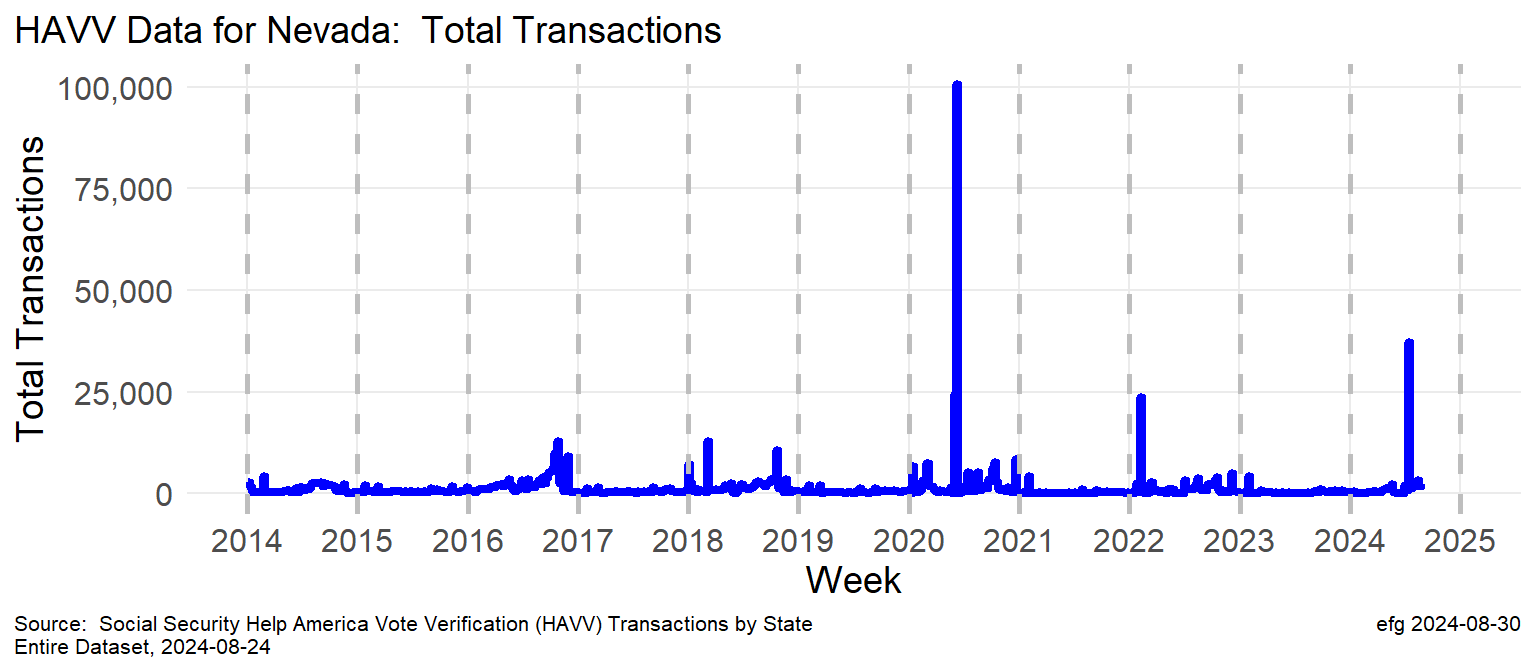 HAVV Data for Nevada:  Total Transactions
Total Transactions
100,000
75,000
50,000
25,000
0
2014 2015 2016 2017 2018 2019 2020 2021 2022 2023 2024 2025
Week
Source:  Social Security Help America Vote Verification (HAVV) Transactions by State
Entire Dataset, 2024-08-24
efg 2024-08-30